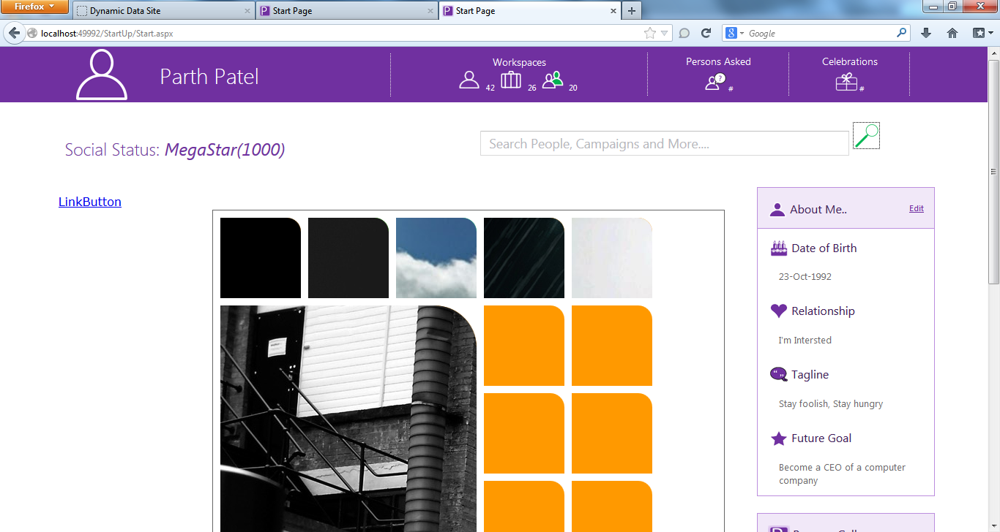 Firefox
Dynamic Data Site
Start Page
Start Page
localhost:49992/StartUp/Start.aspx
Google
Parth Patel
Workspaces
42 26 20
Persons Asked
#
Celebrations
#
Social Status: MegaStar(1000)
Search People, Campaigns and More....
LinkButton
About Me..
Edit
Date of Birth
23-Oct-1992
Relationship
I'm Intersted
Tagline
Stay foolish, Stay hungry
Future Goal
Become a CEO of a computer
company